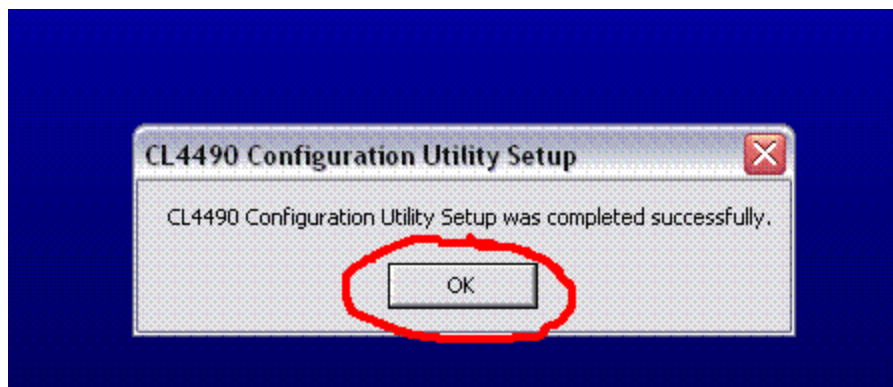 CL4490 Configuration Utility Setup
CL4490 Configuration Utility Setup was completed successfully.
OK